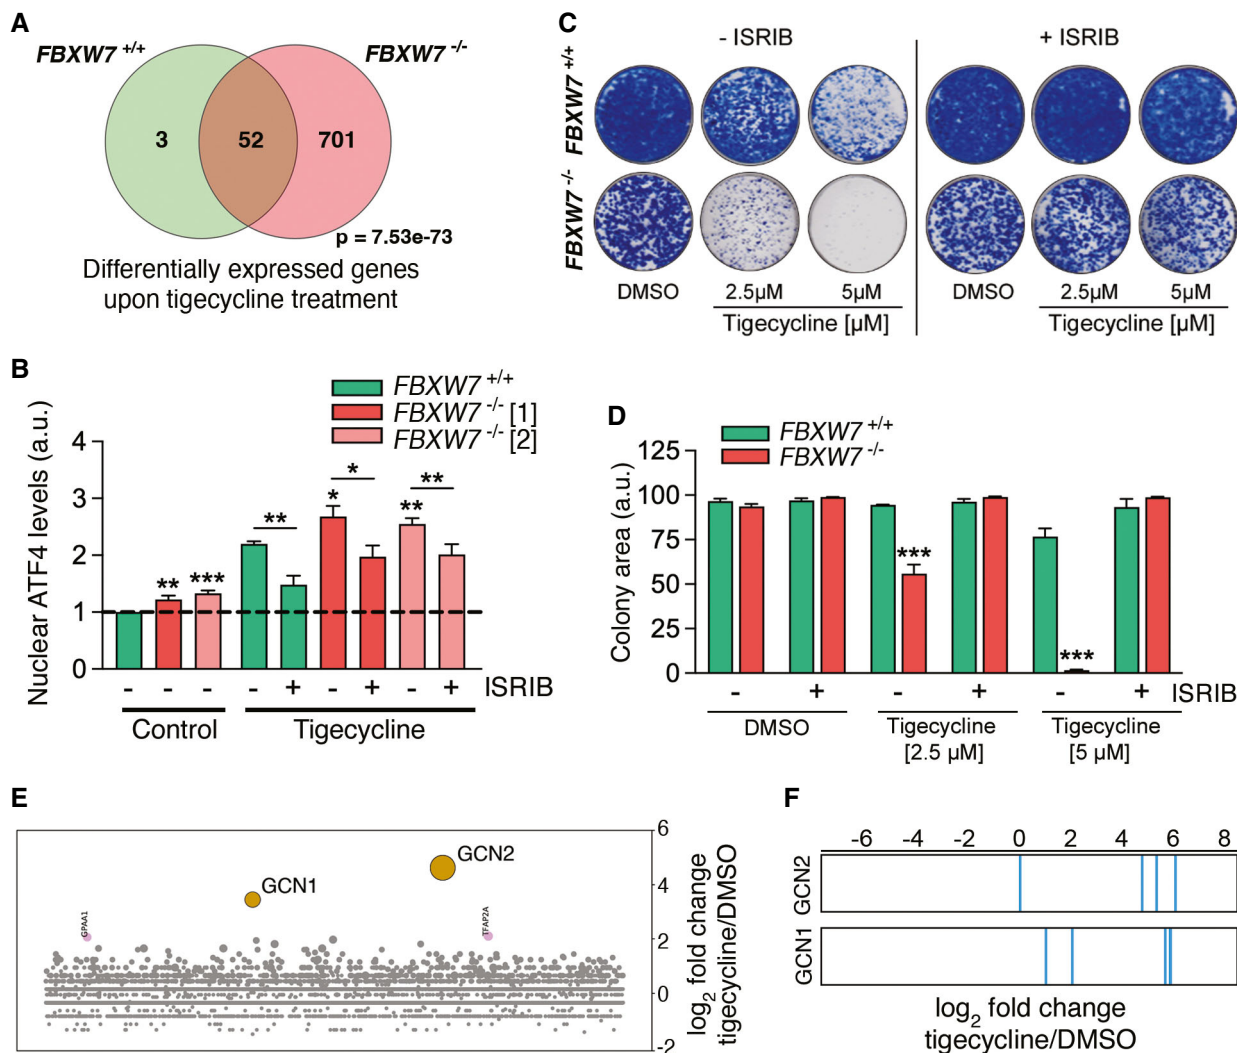 A
FBXW7 +/+
FBXW7 -/-
3
52
701
p = 7.53e-73
Differentially expressed genes
upon tigecycline treatment
B
FBXW7 +/+
FBXW7 -/- [1]
FBXW7 -/- [2]
Nuclear ATF4 levels (a.u.)
4
3
2
1
0
** *** ** * * ** **
- - - - + - + - + ISRIB
Control Tigecycline
C
- ISRIB + ISRIB
FBXW7 +/+
FBXW7 -/-
DMSO 2.5µM 5µM DMSO 2.5µM 5µM
Tigecycline [µM] Tigecycline [µM]
D
FBXW7 +/+
FBXW7 -/-
Colony area (a.u.)
125
100
75
50
25
0
*** ***
- + - + - + ISRIB
DMSO Tigecycline [2.5 µM] Tigecycline [5 µM]
E
GCN2
GCN1
GPAA1
TFAP2A
6
4
2
0
-2
log2 fold change
tigecycline/DMSO
F
-6 -4 -2 0 2 4 6 8
GCN2
GCN1
log2 fold change
tigecycline/DMSO